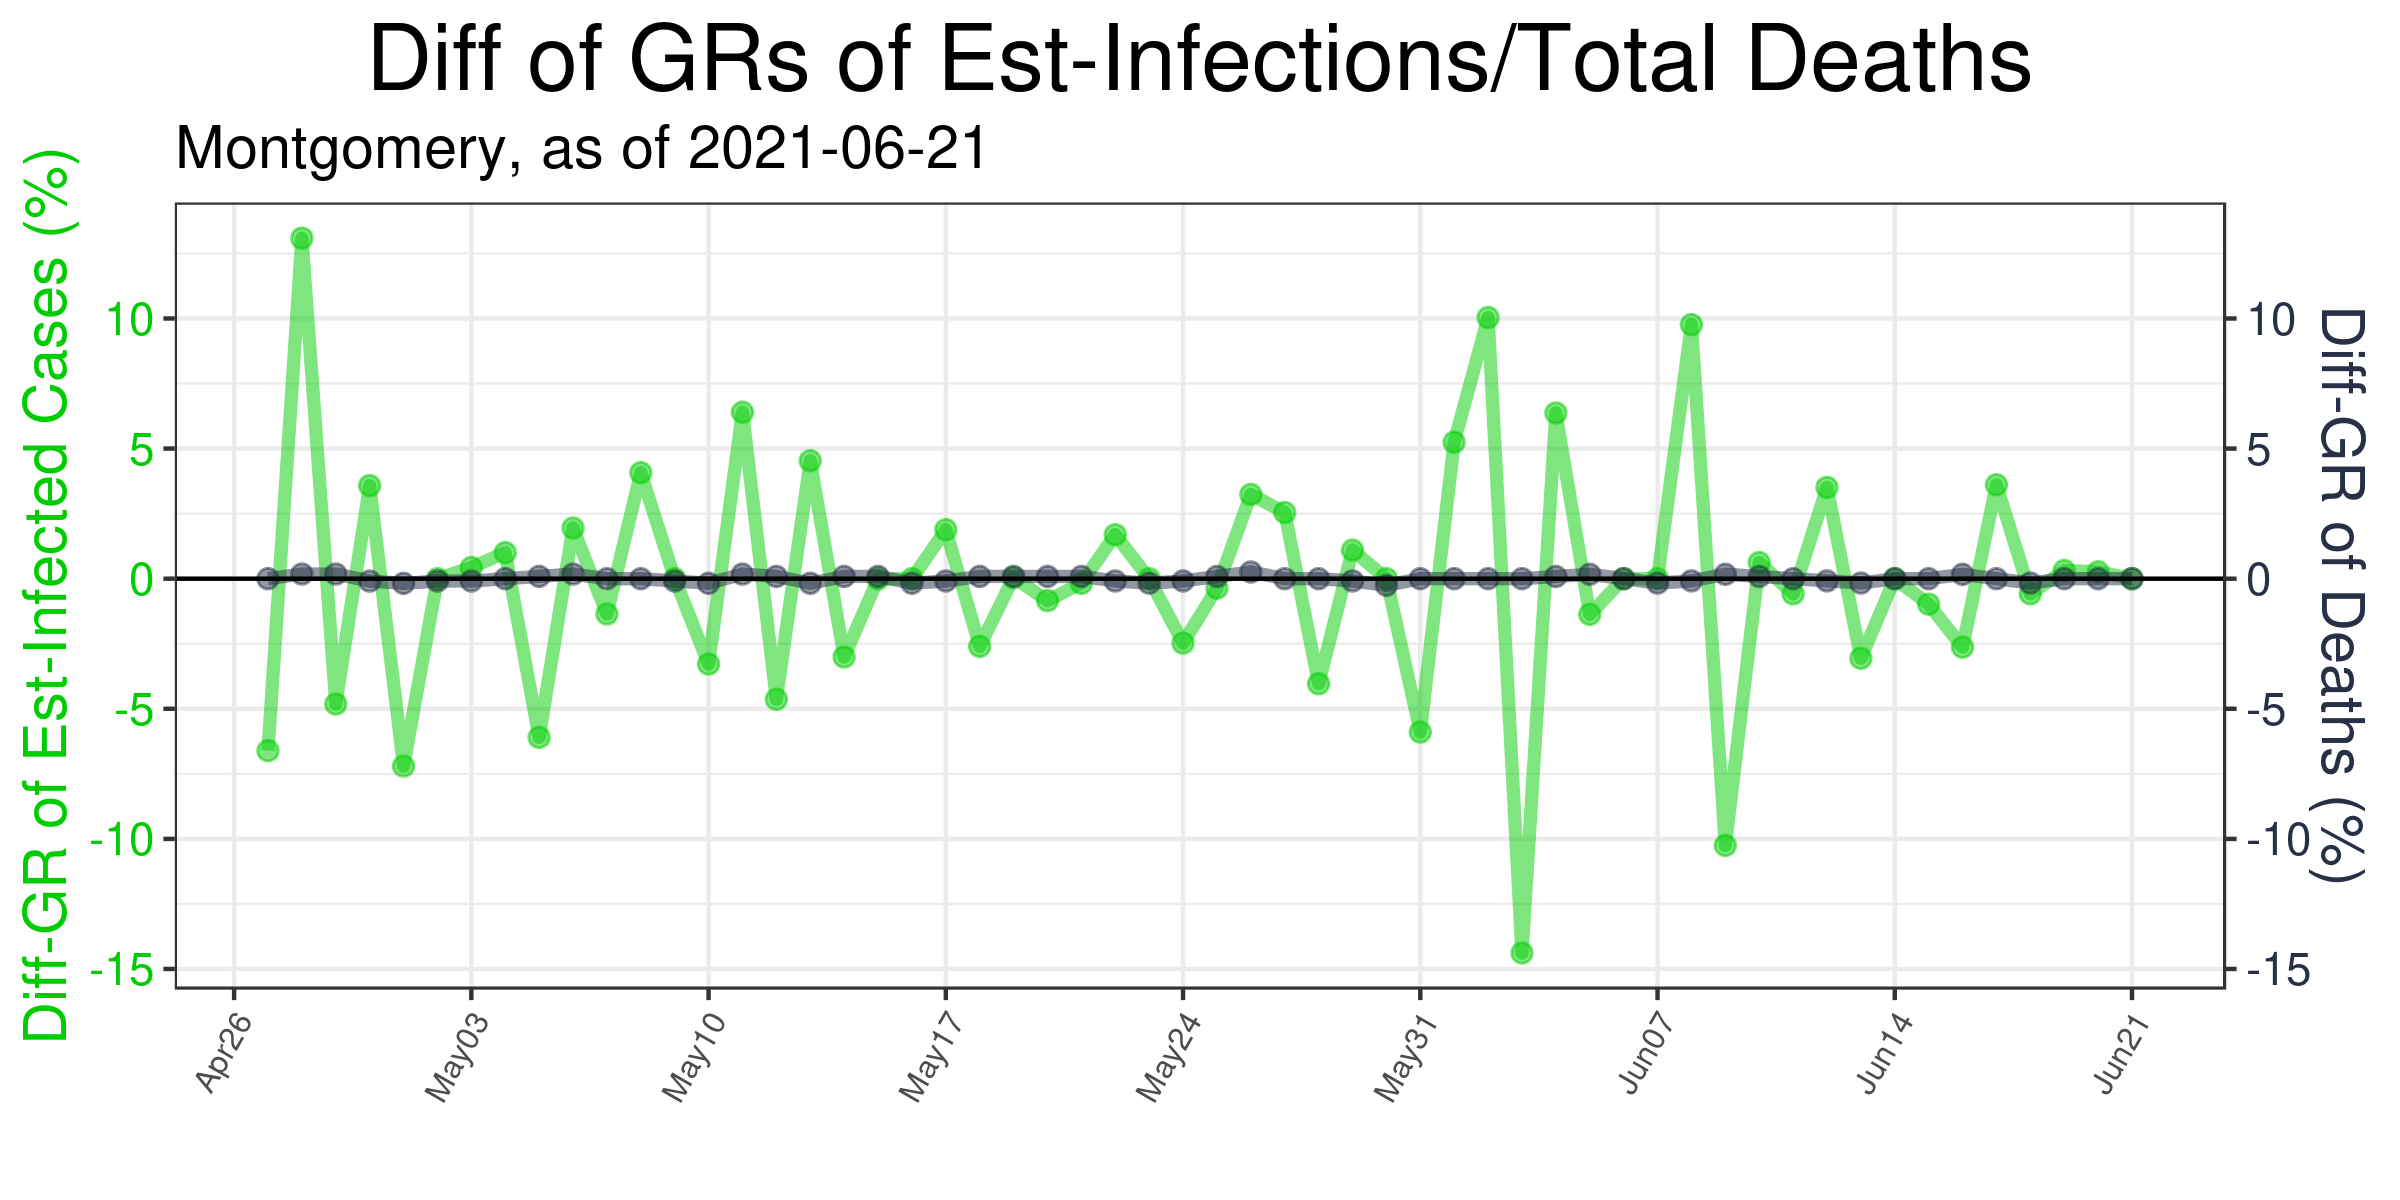 Diff of GRs of Est-Infections/Total Deaths
Montgomery, as of 2021-06-21
Diff-GR of Est-Infected Cases (%)
10
5
0
-5
-10
-15
10
5
0
-5
-10
-15
Diff-GR of Deaths (%)
Apr26
May03
May10
May17
May24
May31
Jun07
Jun14
Jun21